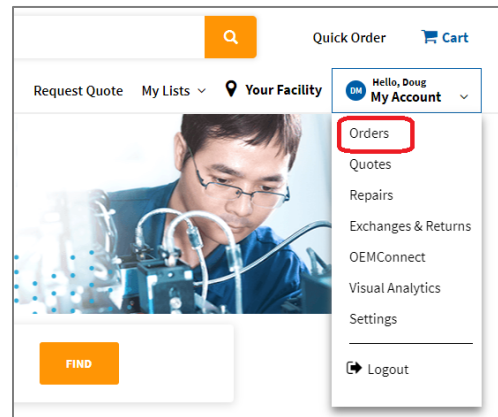 Quick Order
Cart
Request Quote
My Lists
Your Facility
DM
Hello, Doug
My Account
Orders
Quotes
Repairs
Exchanges & Returns
OEMConnect
Visual Analytics
Settings
Logout
FIND